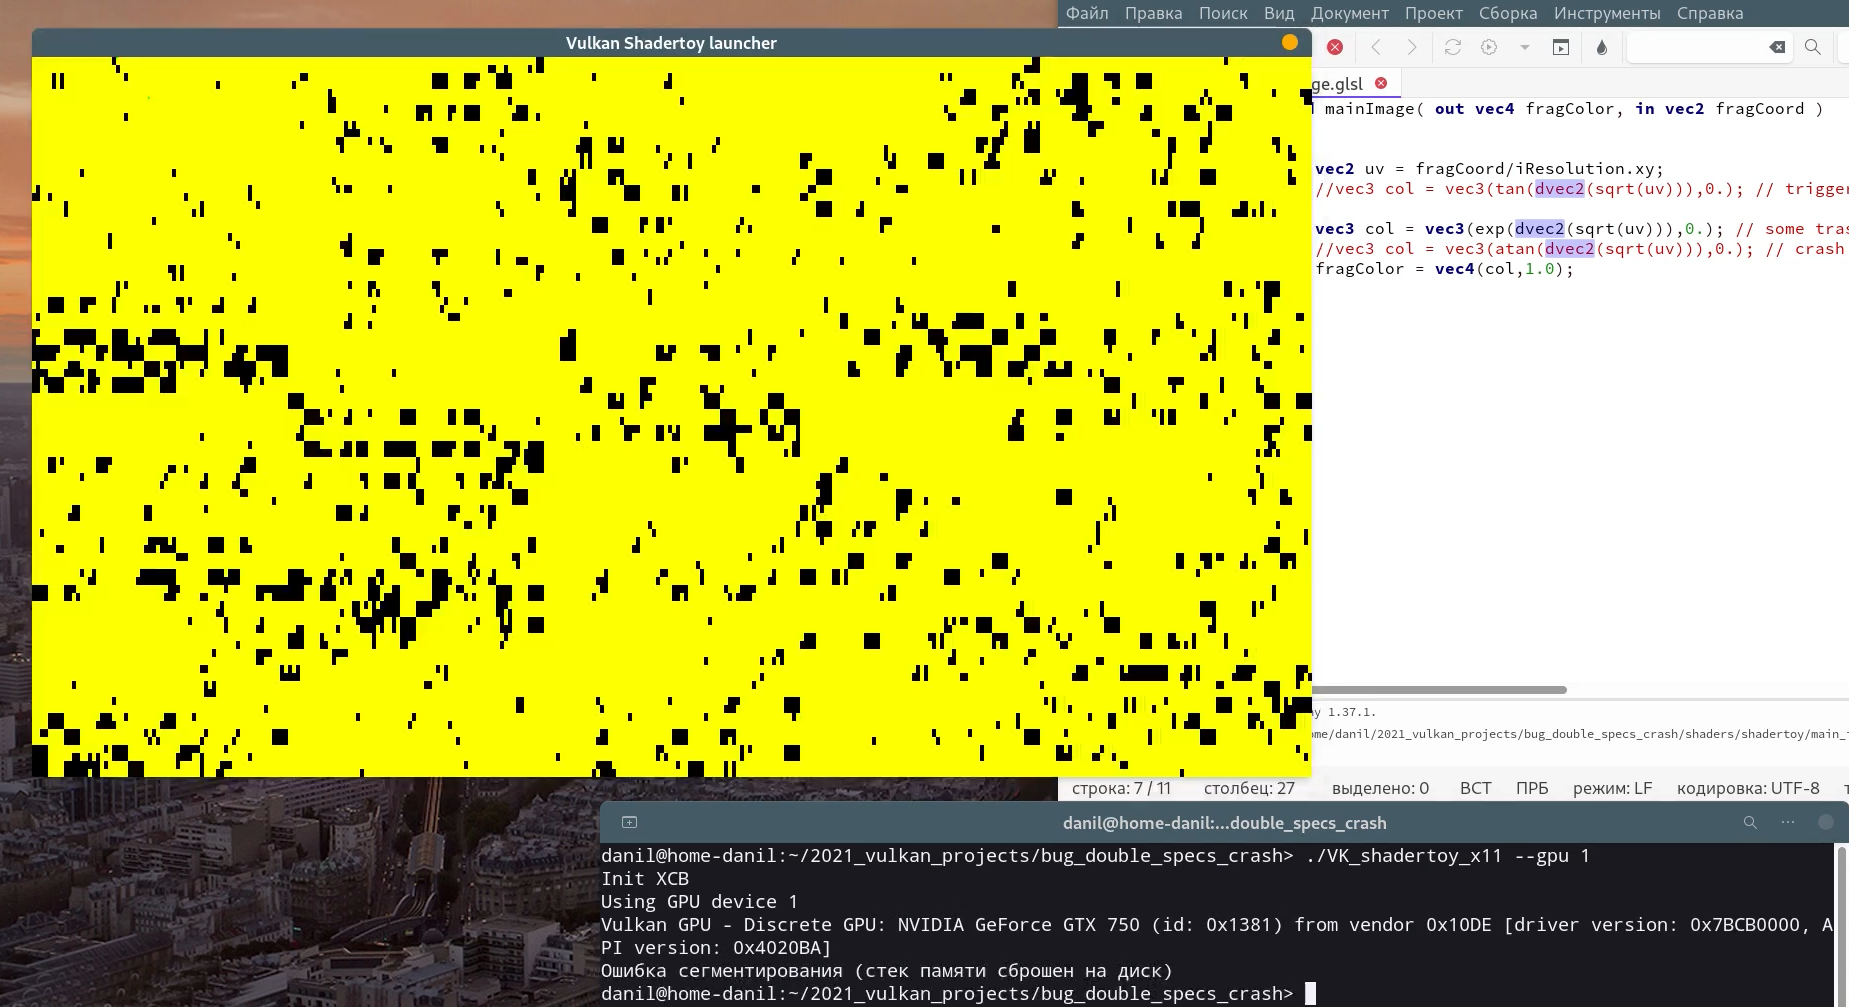 Файл Правка Поиск Вид Документ Проект Сборка Инструменты Справка
Vulkan Shadertoy launcher
ge.glsl
mainImage( out vec4 fragColor, in vec2 fragCoord )
vec2 uv = fragCoord/iResolution.xy;
//vec3 col = vec3(tan(dvec2(sqrt(uv))),0.); // trigger
vec3 col = vec3(exp(dvec2(sqrt(uv))),0.); // some tras
//vec3 col = vec3(atan(dvec2(sqrt(uv))),0.); // crash
fragColor = vec4(col,1.0);
y 1.37.1.
me/danil/2021_vulkan_projects/bug_double_specs_crash/shaders/shadertoy/main_
строка: 7 / 11 столбец: 27 выделено: 0 ВСТ ПРБ режим: LF кодировка: UTF-8
danil@home-danil:...double_specs_crash
danil@home-danil:~/2021_vulkan_projects/bug_double_specs_crash> ./VK_shadertoy_x11 --gpu 1
Init XCB
Using GPU device 1
Vulkan GPU - Discrete GPU: NVIDIA GeForce GTX 750 (id: 0x1381) from vendor 0x10DE [driver version: 0x7BCB0000, A
PI version: 0x4020BA]
Ошибка сегментирования (стек памяти сброшен на диск)
danil@home-danil:~/2021_vulkan_projects/bug_double_specs_crash>